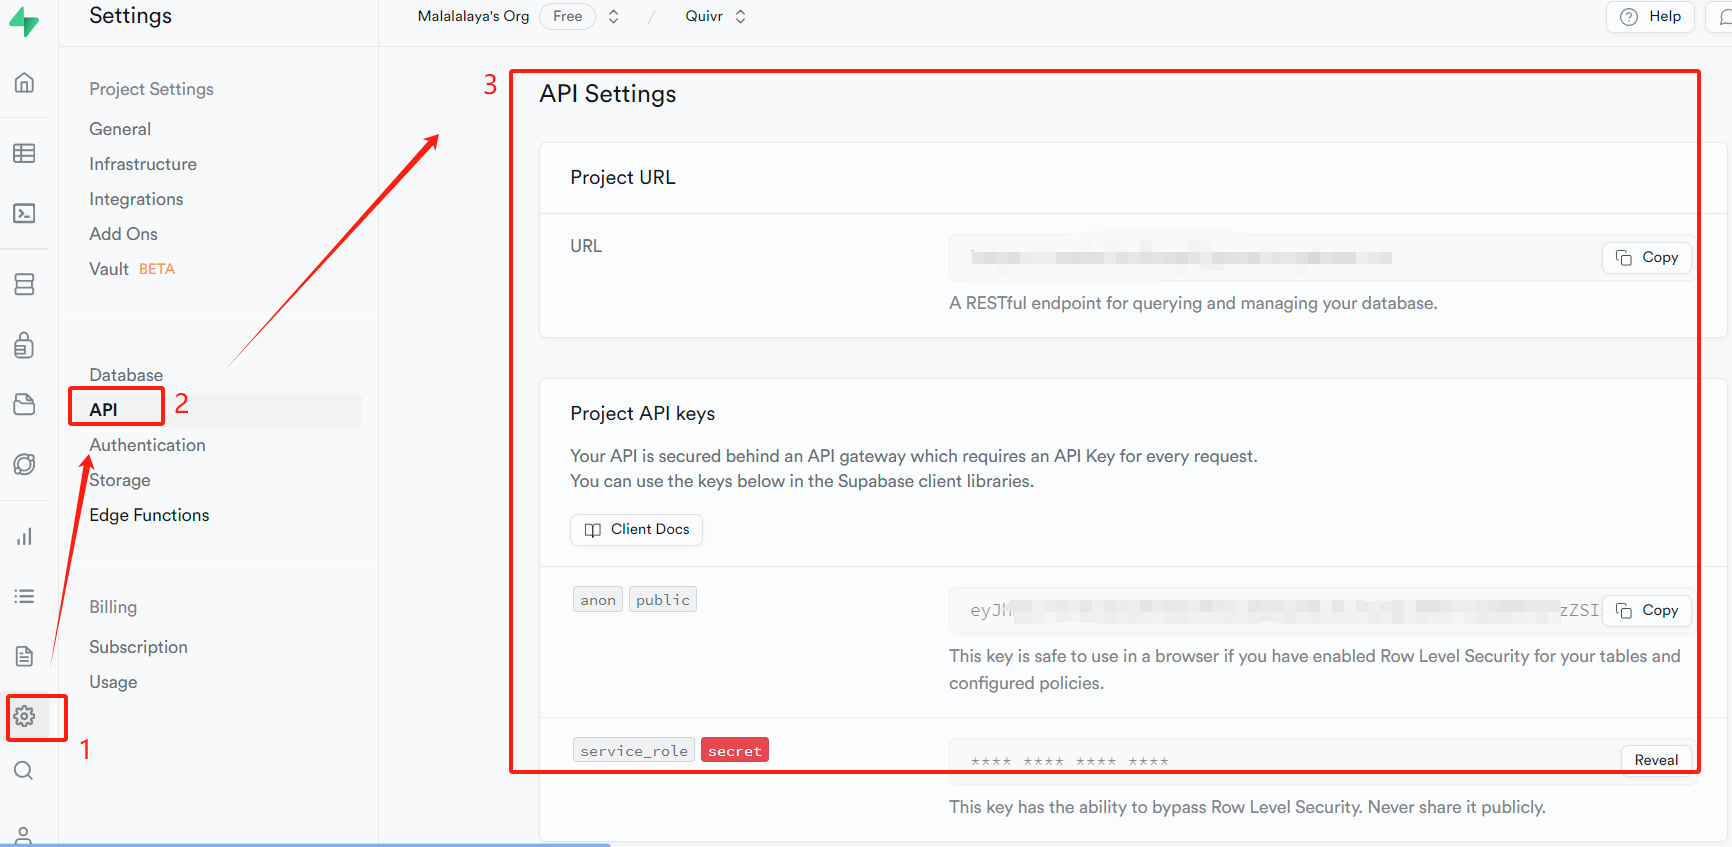 Settings
Malalalaya's Org Free / Quivr
Help
Project Settings
General
Infrastructure
Integrations
Add Ons
Vault BETA
Database
API
2
Authentication
Storage
Edge Functions
Billing
Subscription
Usage
1
3
API Settings
Project URL
URL
Copy
A RESTful endpoint for querying and managing your database.
Project API keys
Your API is secured behind an API gateway which requires an API Key for every request.
You can use the keys below in the Supabase client libraries.
Client Docs
anon public
eyJh zZSI Copy
This key is safe to use in a browser if you have enabled Row Level Security for your tables and
configured policies.
service_role secret
**** **** **** **** Reveal
This key has the ability to bypass Row Level Security. Never share it publicly.